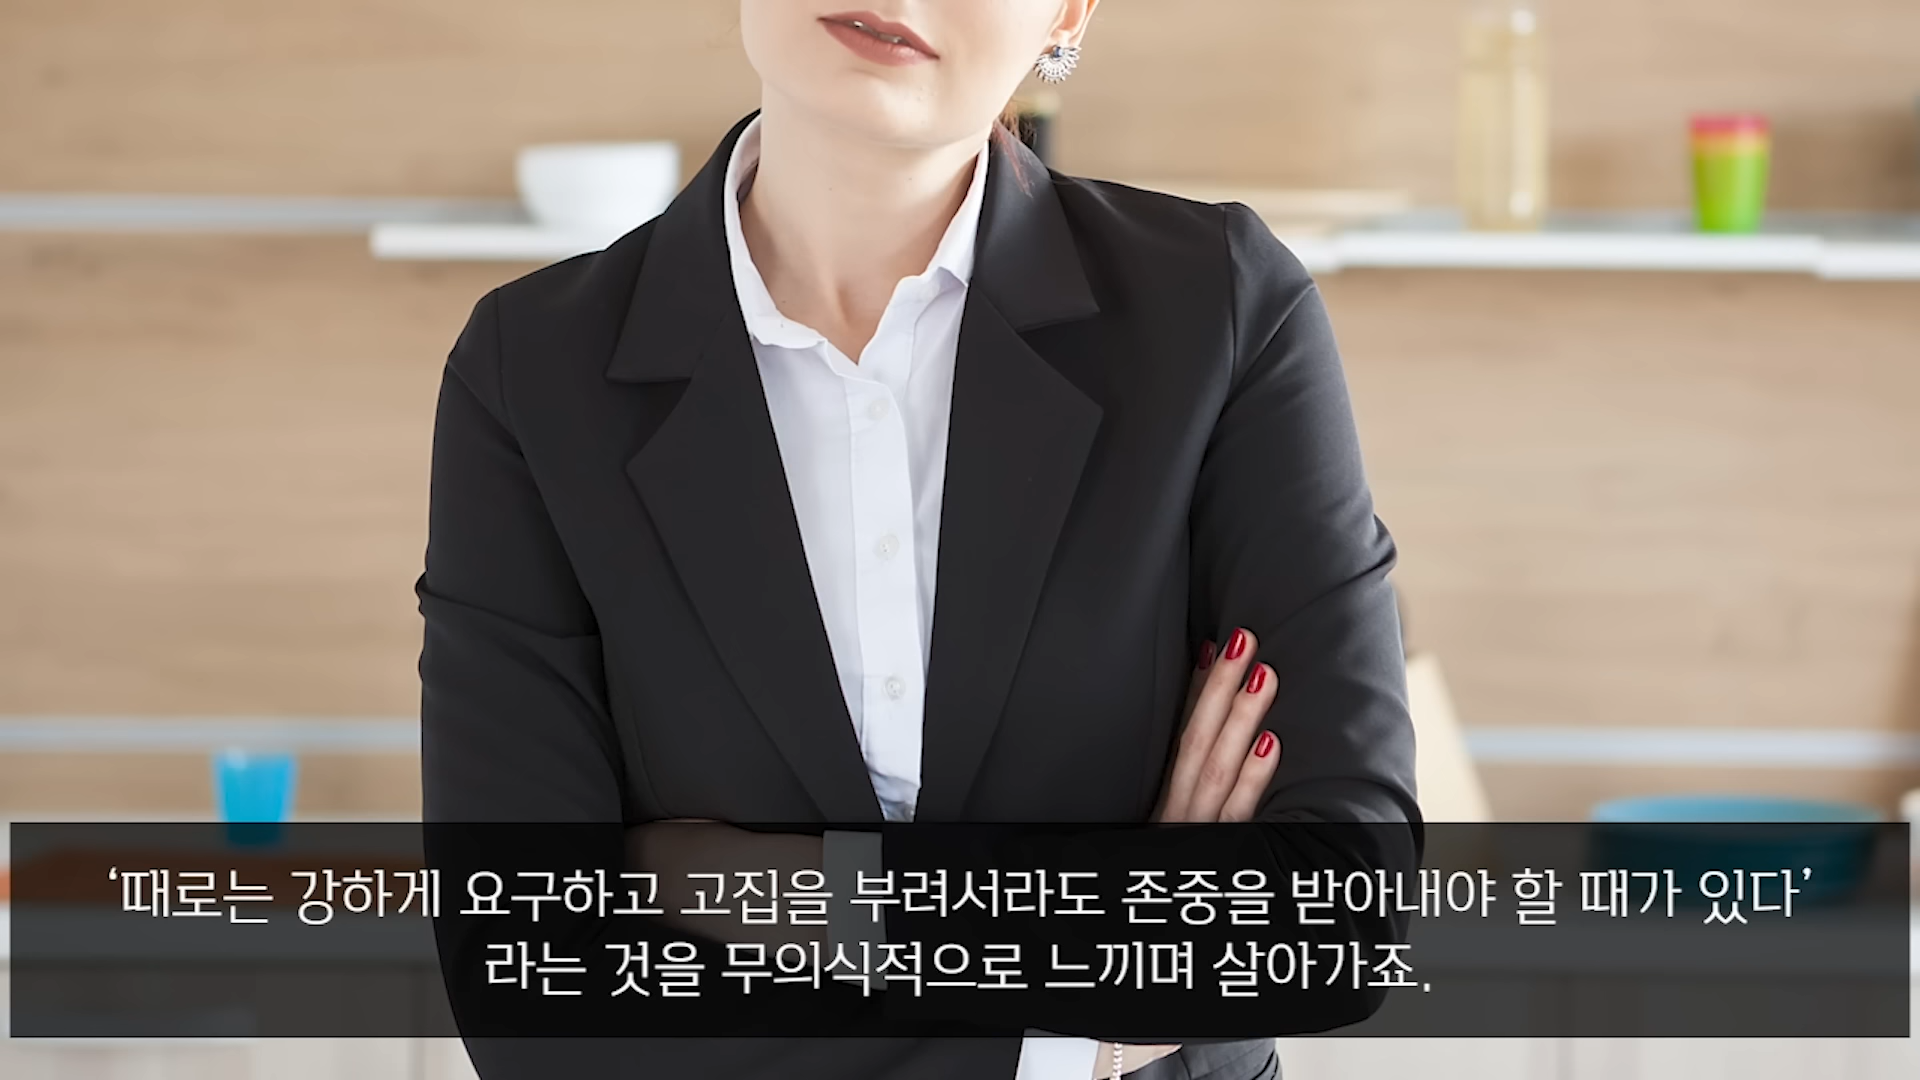 ‘때로는 강하게 요구하고 고집을 부려서라도 존중을 받아내야 할 때가 있다’
라는 것을 무의식적으로 느끼며 살아가죠.